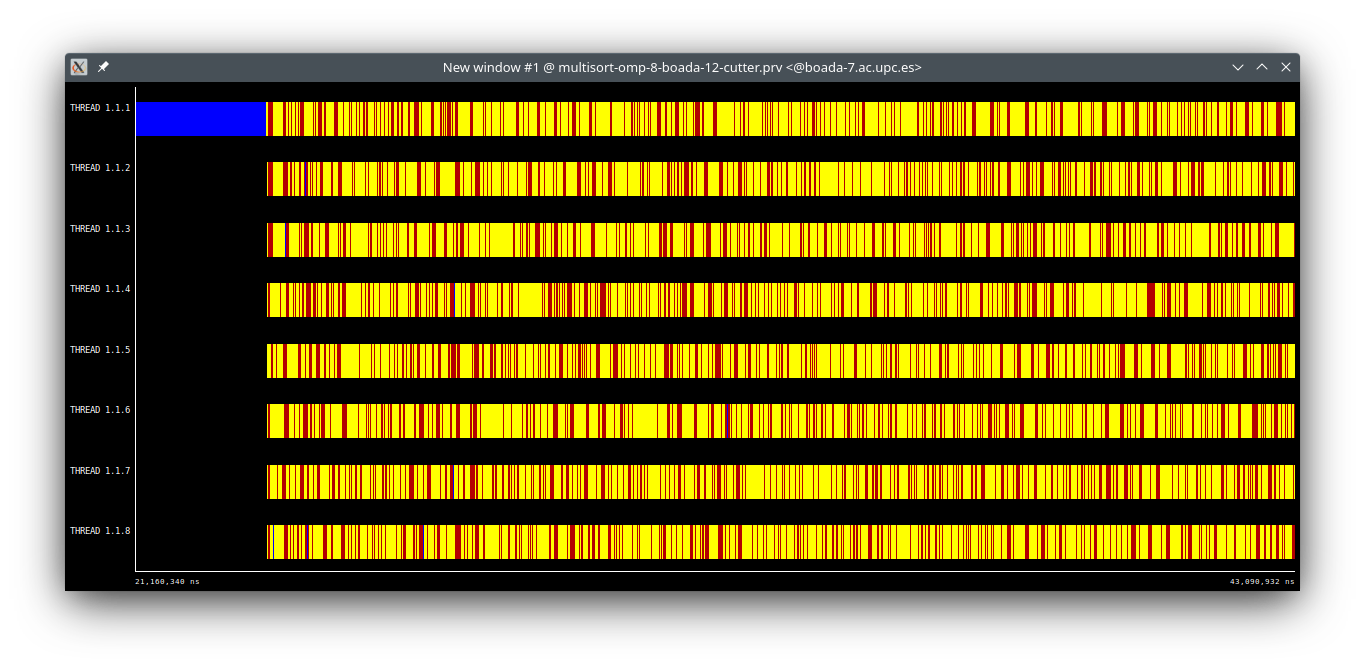 New window #1 @ multisort-omp-8-boada-12-cutter.prv <@boada-7.ac.upc.es>
THREAD 1.1.1
THREAD 1.1.2
THREAD 1.1.3
THREAD 1.1.4
THREAD 1.1.5
THREAD 1.1.6
THREAD 1.1.7
THREAD 1.1.8
21,160,340 ns
43,090,932 ns